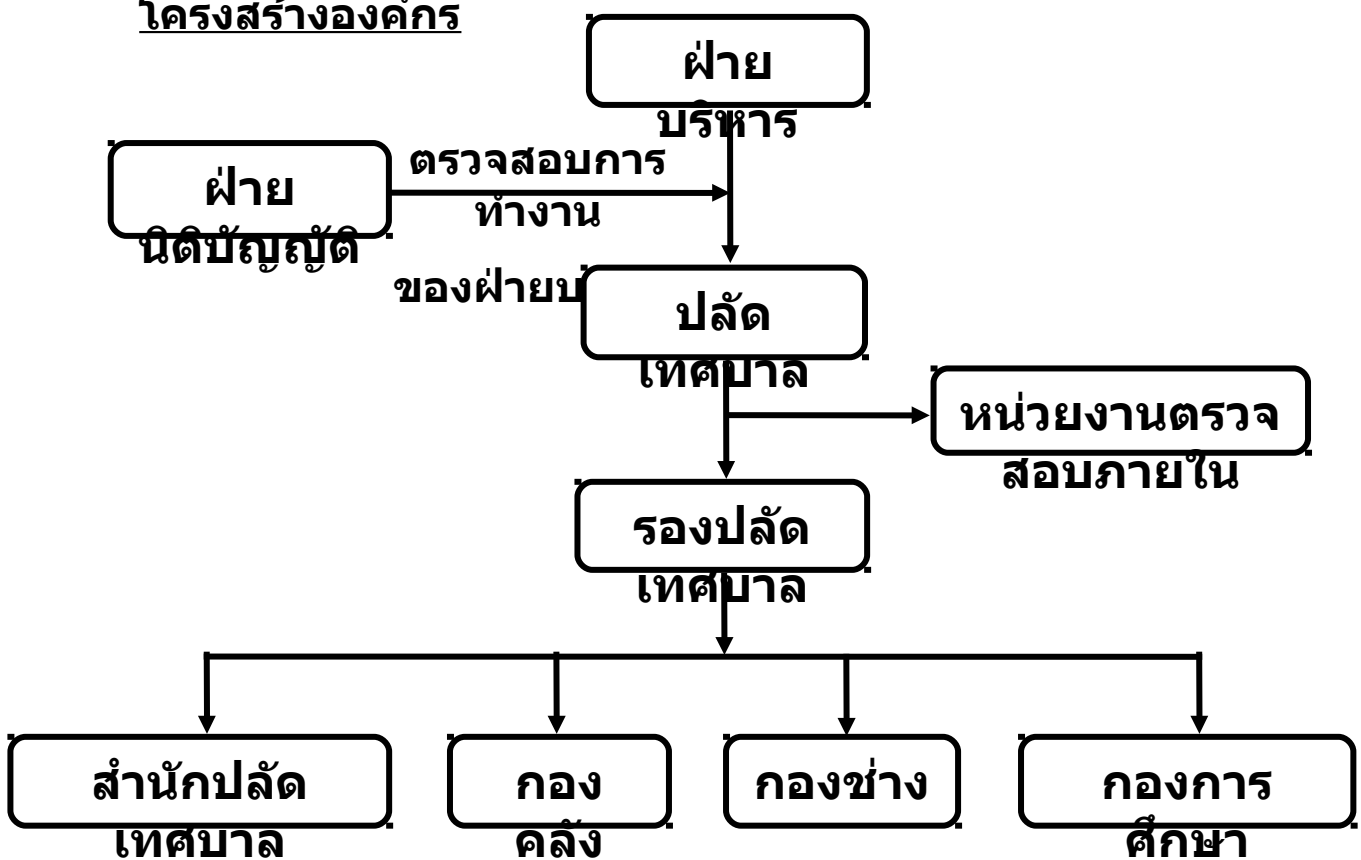 โครงสร้างองค์กร
ฝ่าย
บริหาร
ฝ่าย
นิติบัญญัติ
ตรวจสอบการ
ทำงาน
ของฝ่ายบ
ปลัด
เทศบาล
หน่วยงานตรวจ
สอบภายใน
รองปลัด
เทศบาล
สำนักปลัด
เทศบาล
กอง
คลัง
กองช่าง
กองการ
ศึกษา